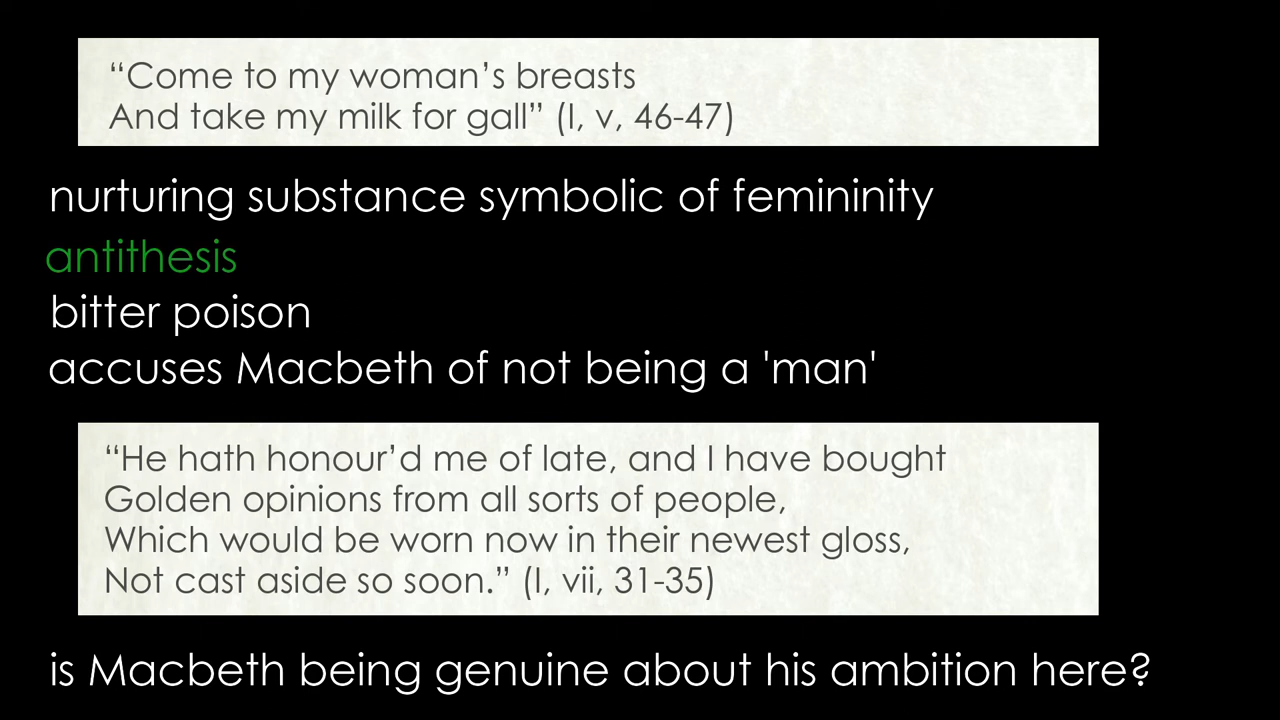 “Come to my woman’s breasts
And take my milk for gall” (I, v, 46-47)
nurturing substance symbolic of femininity
antithesis
bitter poison
accuses Macbeth of not being a 'man'
“He hath honour’d me of late, and I have bought
Golden opinions from all sorts of people,
Which would be worn now in their newest gloss,
Not cast aside so soon.” (I, vii, 31-35)
is Macbeth being genuine about his ambition here?